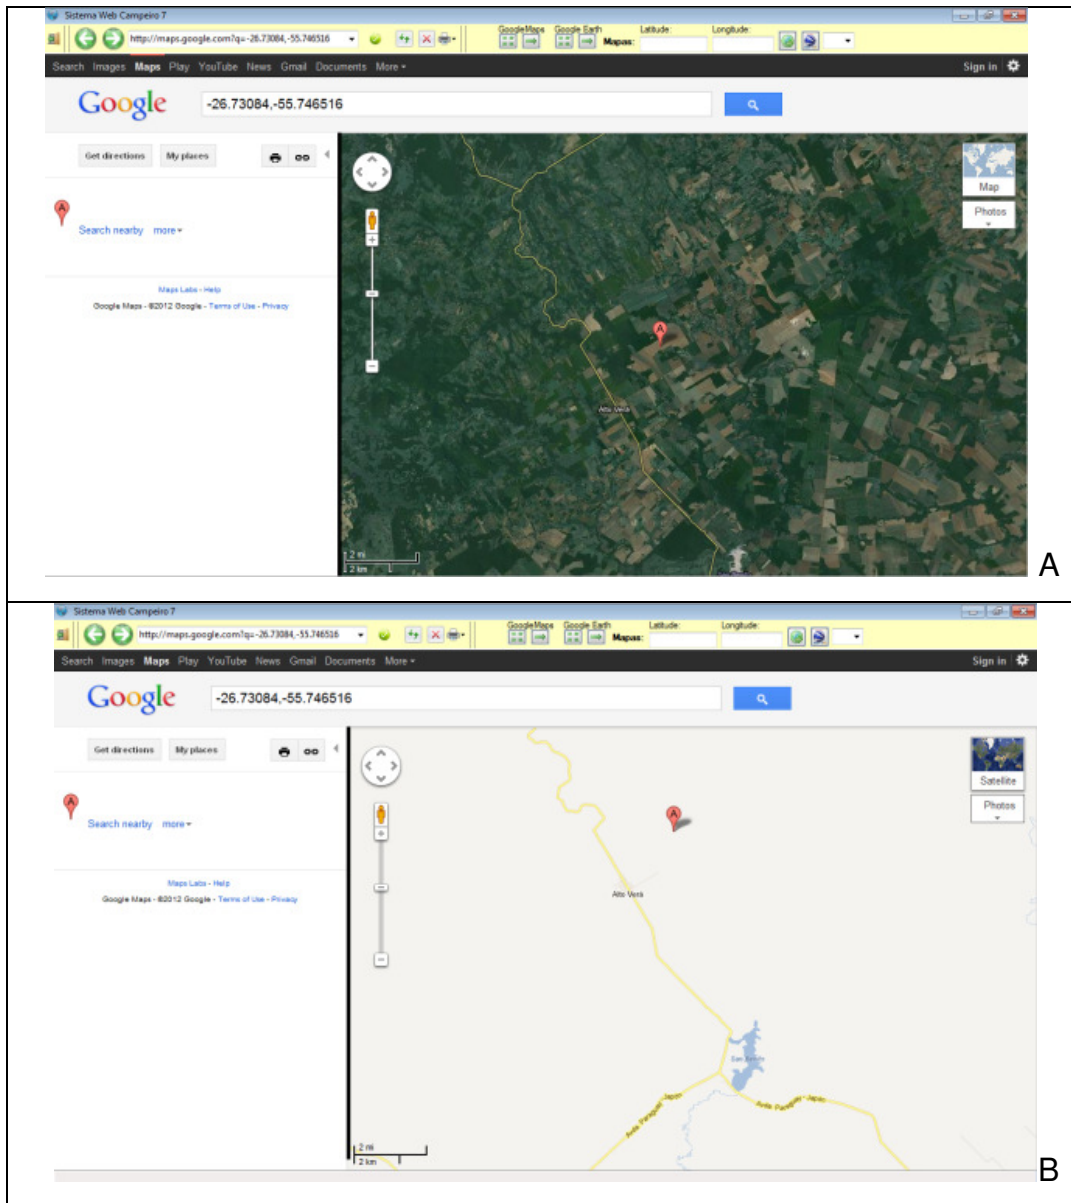 Sistema Web Campeiro 7
GoogleMaps Google Earth Latitude: Longitude:
http://maps.google.com?q=-26.73084,-55.746516 Mapas:
Search Images Maps Play YouTube News Gmail Documents More Sign in
Google -26.73084,-55.746516
Get directions My places
Map
Photos
A
Search nearby more
Maps Labs - Help
Google Maps - ©2012 Google - Terms of Use - Privacy
A
Alto Verá
2 mi
2 km
A
Sistema Web Campeiro 7
GoogleMaps Google Earth Latitude: Longitude:
http://maps.google.com?q=-26.73084,-55.746516 Mapas:
Search Images Maps Play YouTube News Gmail Documents More Sign in
Google -26.73084,-55.746516
Get directions My places
Satellite
Photos
A
Search nearby more
Maps Labs - Help
Google Maps - ©2012 Google - Terms of Use - Privacy
A
Alto Verá
Avda Paraguay - Japón
Avda Paraguay - Japón
2 mi
2 km
B